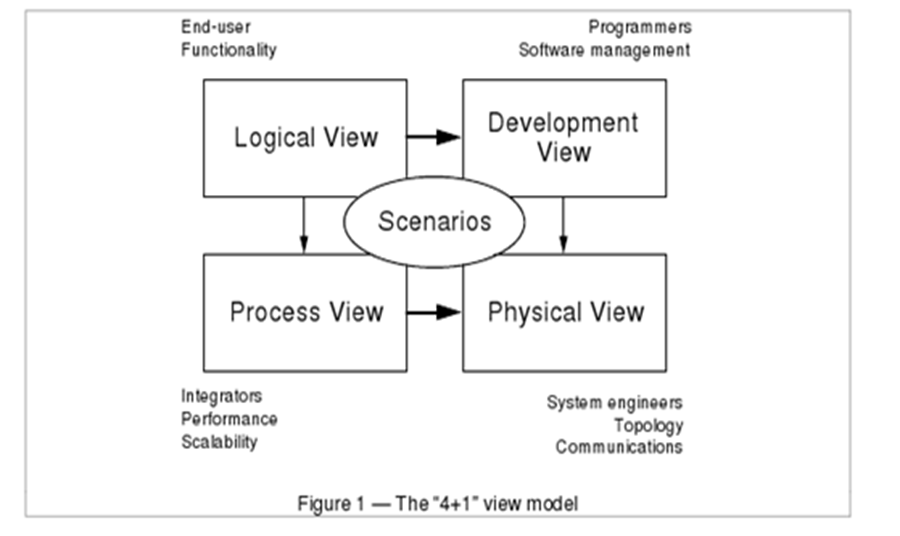 End-user
Functionality
Programmers
Software management
Logical View
Development
View
Scenarios
Process View
Physical View
Integrators
Performance
Scalability
System engineers
Topology
Communications
Figure 1 — The "4+1" view model